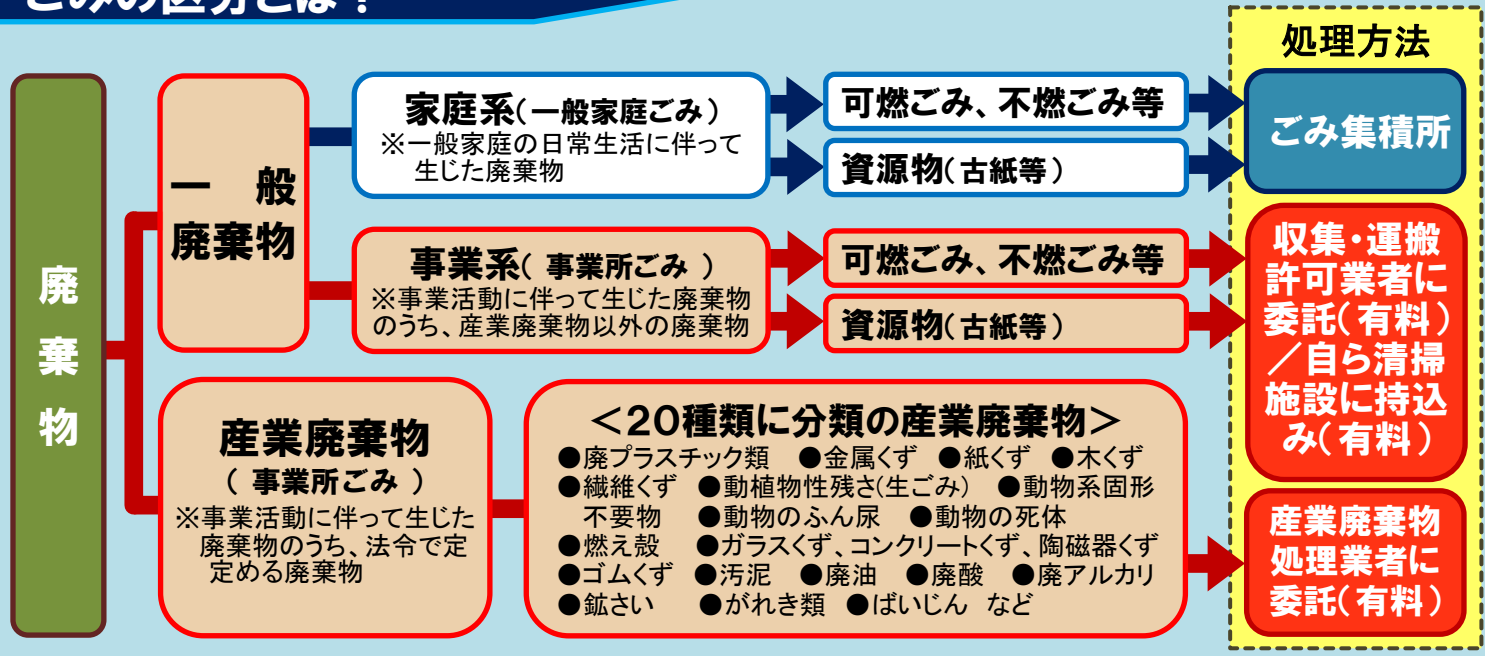 ごみの区分とは？
処理方法
廃棄物
一　般
廃棄物
家庭系(一般家庭ごみ)
※一般家庭の日常生活に伴って
生じた廃棄物
可燃ごみ、不燃ごみ等
資源物(古紙等)
ごみ集積所
事業系( 事業所ごみ )
※事業活動に伴って生じた廃棄物
のうち、産業廃棄物以外の廃棄物
可燃ごみ、不燃ごみ等
資源物(古紙等)
収集・運搬
許可業者に
委託(有料)
／自ら清掃
施設に持込
み(有料)
産業廃棄物
( 事業所ごみ )
※事業活動に伴って生じた
廃棄物のうち、法令で定
定める廃棄物
＜20種類に分類の産業廃棄物＞
●廃プラスチック類　●金属くず　●紙くず　●木くず
●繊維くず　●動植物性残さ(生ごみ)　●動物系固形
不要物　●動物のふん尿　●動物の死体
●燃え殻　●ガラスくず、コンクリートくず、陶磁器くず
●ゴムくず　●汚泥　●廃油　●廃酸　●廃アルカリ
●鉱さい　●がれき類　●ばいじん など
産業廃棄物
処理業者に
委託(有料)